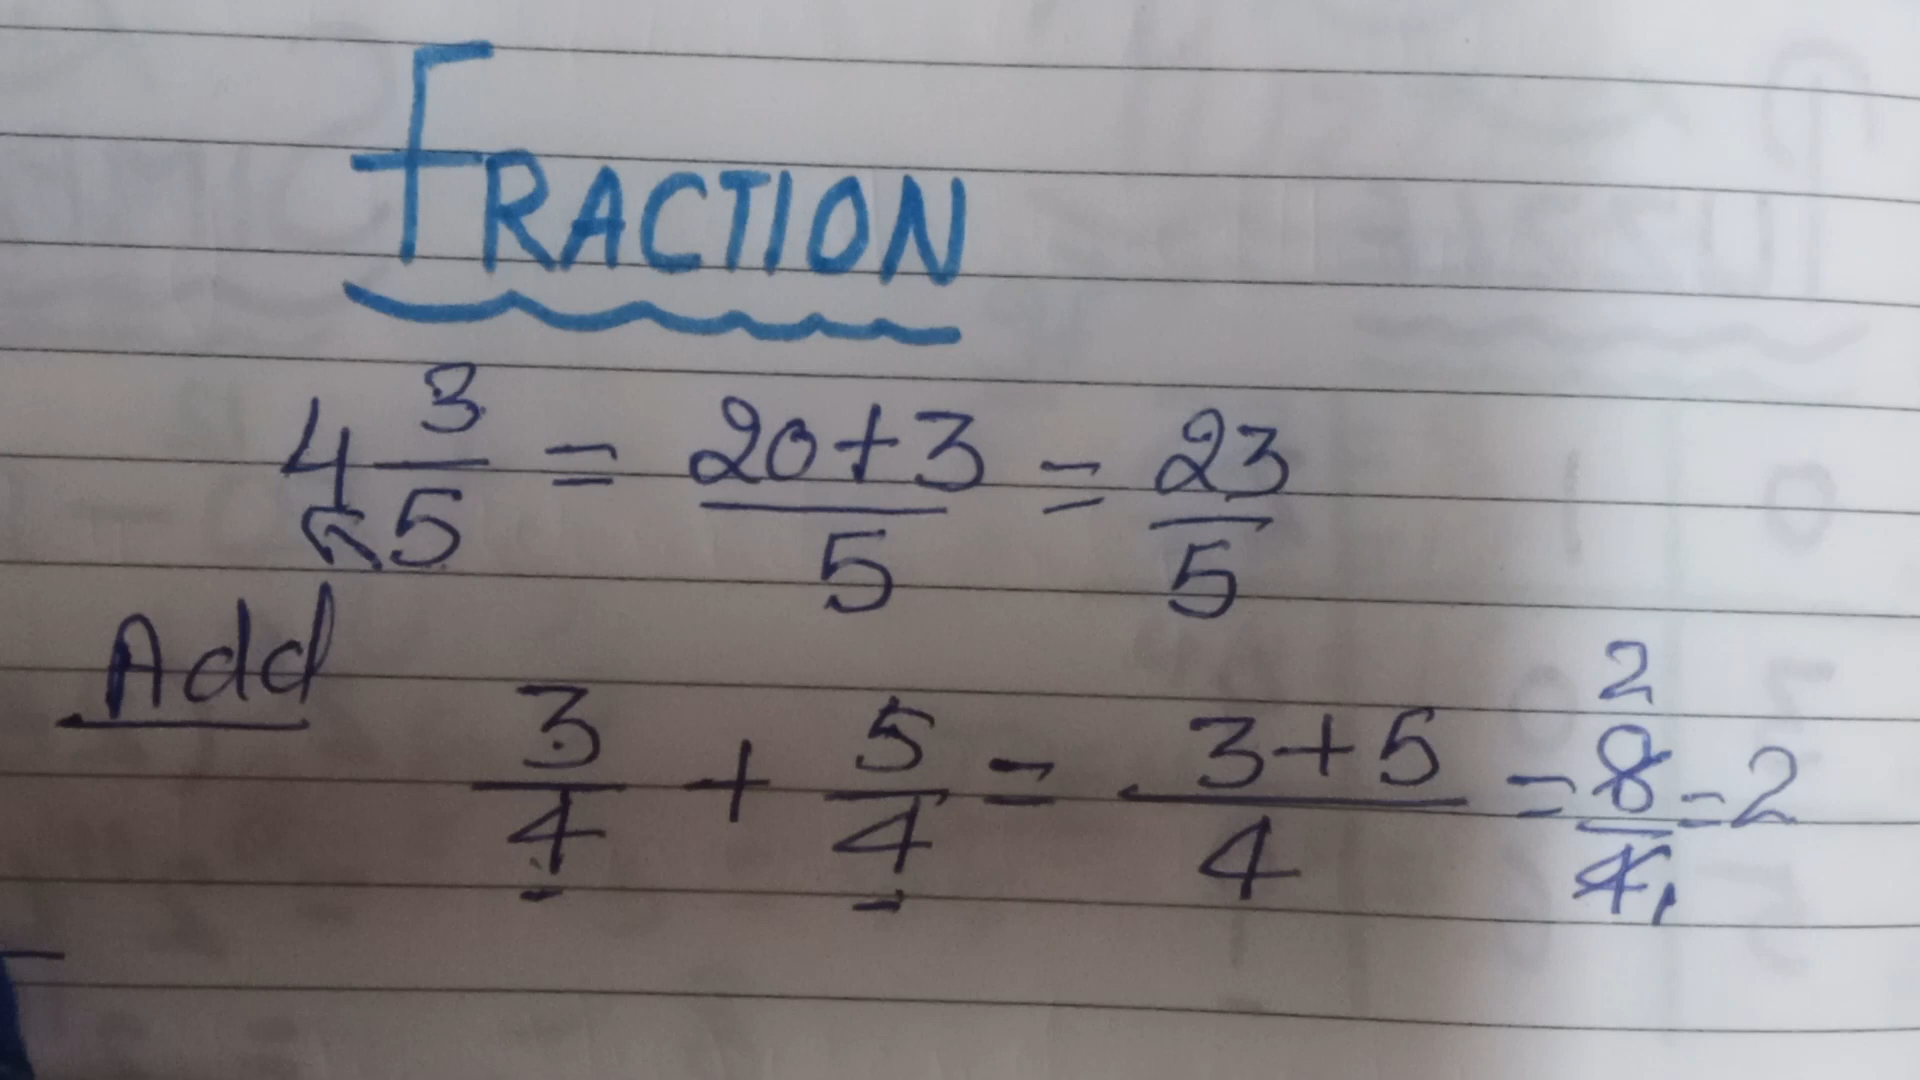 FRACTION
4 3/5 = 20+3/5 = 23/5
Add
3/4 + 5/4 = 3+5/4 = 8/4 = 2
2
1